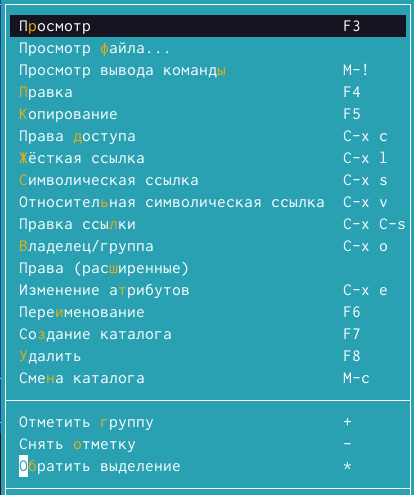 Просмотр F3
Просмотр файла...
Просмотр вывода команды M-!
Правка F4
Копирование F5
Права доступа C-x c
Жёсткая ссылка C-x l
Символическая ссылка C-x s
Относительная символическая ссылка C-x v
Правка ссылки C-x C-s
Владелец/группа C-x o
Права (расширенные)
Изменение атрибутов C-x e
Переименование F6
Создание каталога F7
Удалить F8
Смена каталога M-c
Отметить группу +
Снять отметку -
Обратить выделение *